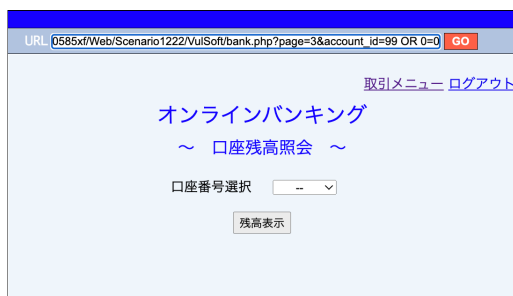 URL 0585xf/Web/Scenario1222/VulSoft/bank.php?page=3&account_id=99 OR 0=0 GO
取引メニュー ログアウト
オンラインバンキング
～ 口座残高照会 ～
口座番号選択 --
残高表示